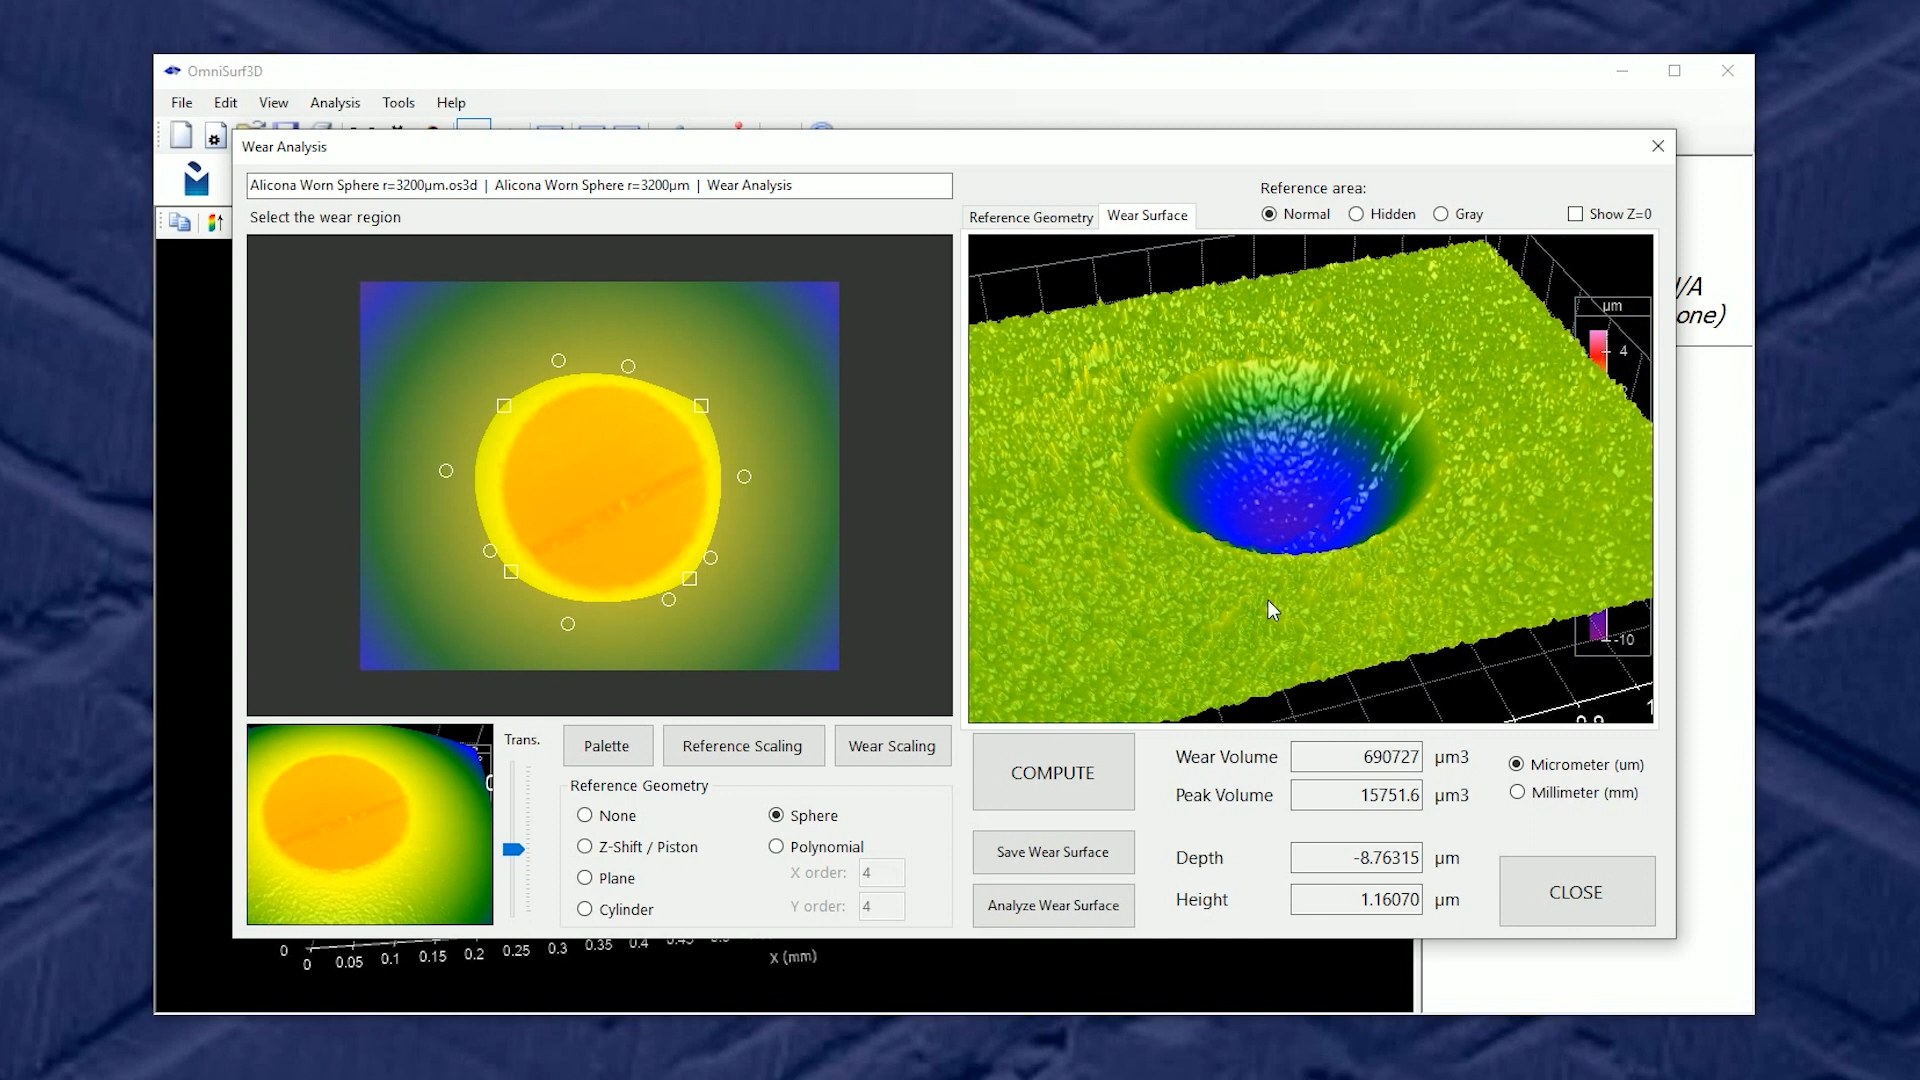 OmniSurf3D
File Edit View Analysis Tools Help
Wear Analysis
Alicona Worn Sphere r=3200µm.os3d | Alicona Worn Sphere r=3200µm | Wear Analysis
Select the wear region
Reference area:
Normal Hidden Gray
Show Z=0
Reference Geometry
Wear Surface
µm
4
-10
/A
one)
Trans.
Palette
Reference Scaling
Wear Scaling
Reference Geometry
None
Z-Shift / Piston
Plane
Cylinder
Sphere
Polynomial
X order: 4
Y order: 4
COMPUTE
Save Wear Surface
Analyze Wear Surface
Wear Volume 690727 µm3
Peak Volume 15751.6 µm3
Depth -8.76315 µm
Height 1.16070 µm
Micrometer (um)
Millimeter (mm)
CLOSE
0
0 0.05 0.1 0.15 0.2 0.25 0.3 0.35 0.4
X (mm)